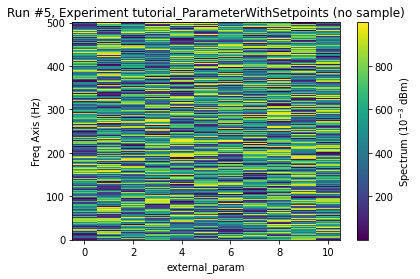 Run #5, Experiment tutorial_ParameterWithSetpoints (no sample)
500
400
300
200
100
0
Freq Axis (Hz)
0 2 4 6 8 10
external_param
800
600
400
200
Spectrum (10⁻³ dBm)